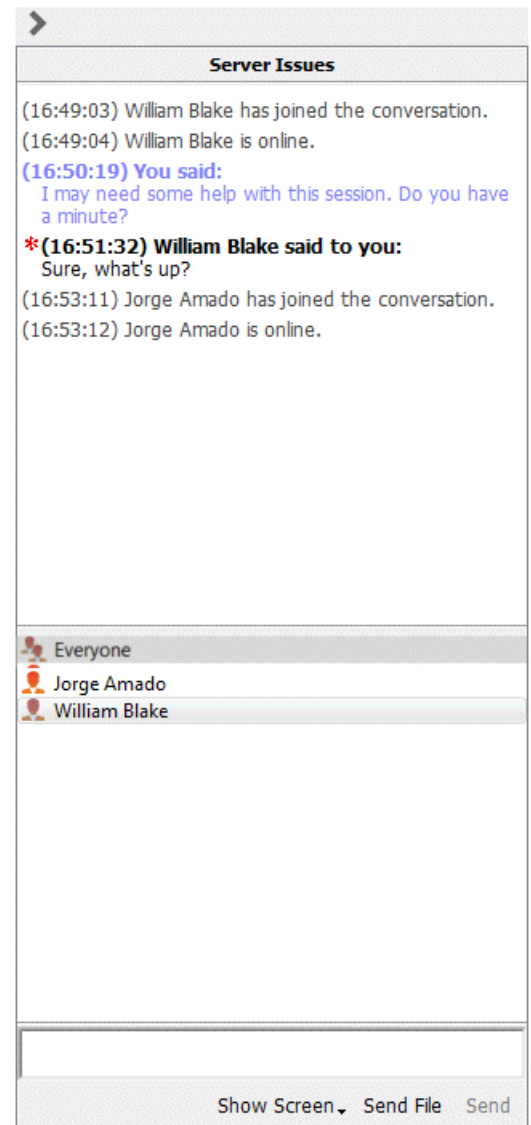 Server Issues
(16:49:03) William Blake has joined the conversation.
(16:49:04) William Blake is online.
(16:50:19) You said:
I may need some help with this session. Do you have
a minute?
*(16:51:32) William Blake said to you:
Sure, what's up?
(16:53:11) Jorge Amado has joined the conversation.
(16:53:12) Jorge Amado is online.
Everyone
Jorge Amado
William Blake
Show Screen Send File Send